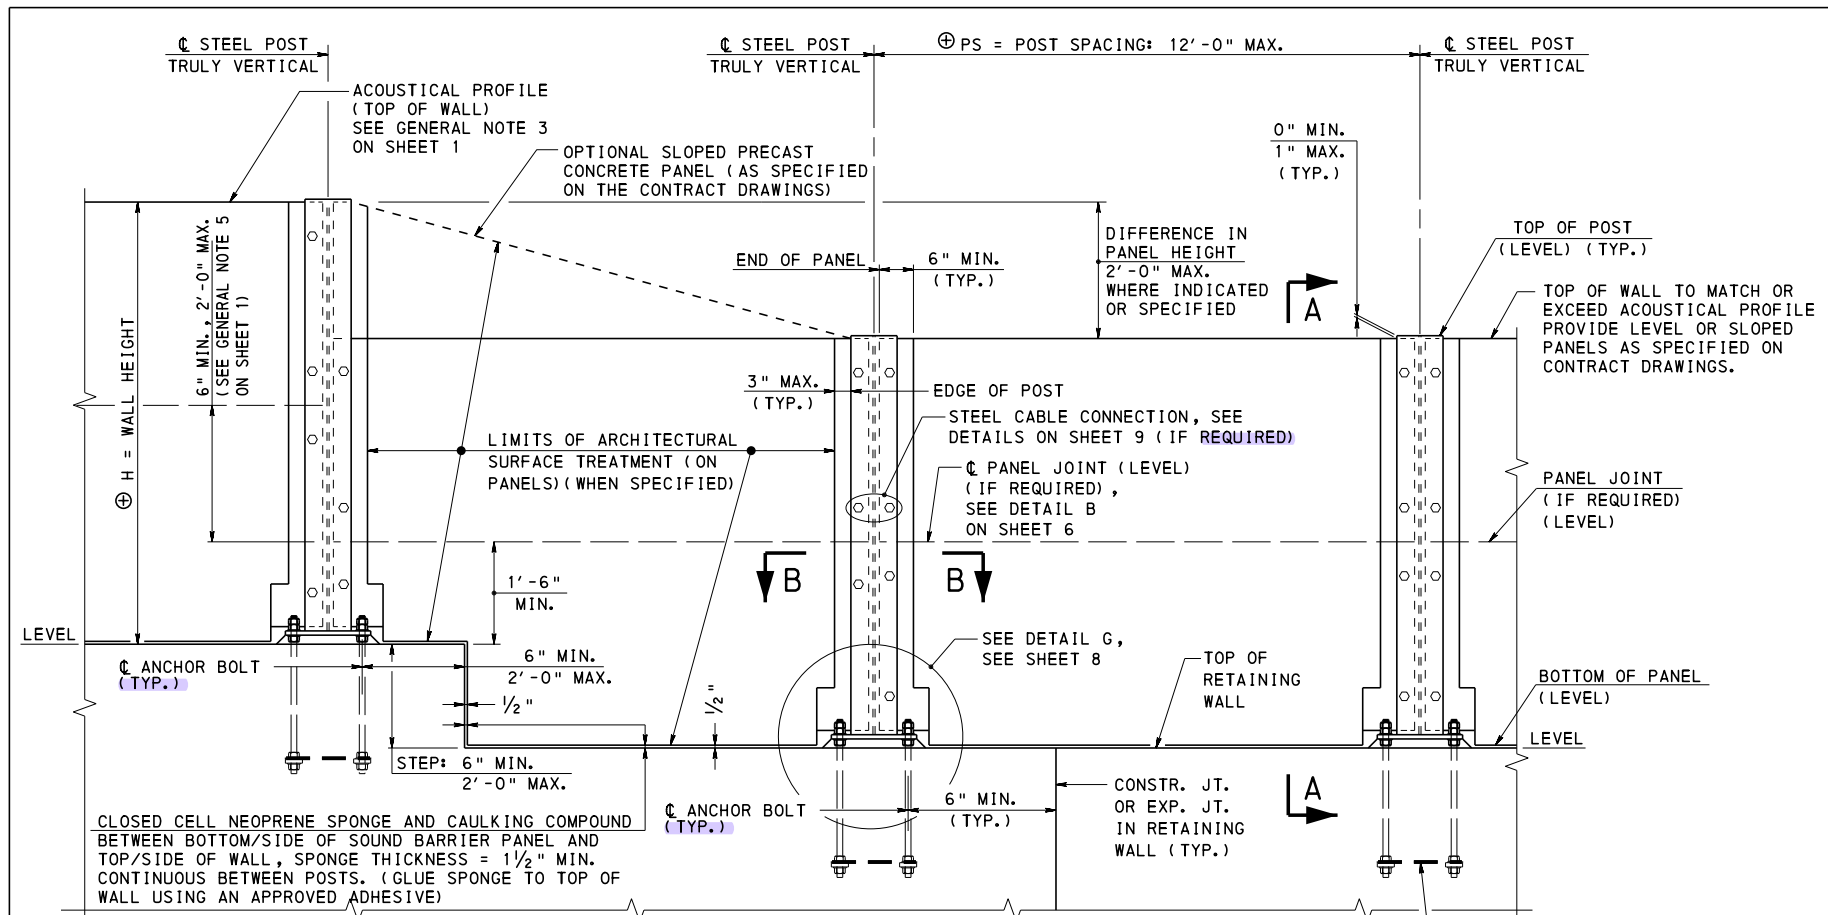 ℄ STEEL POST
TRULY VERTICAL
℄ STEEL POST
TRULY VERTICAL
⊕ PS = POST SPACING: 12'-0" MAX.
℄ STEEL POST
TRULY VERTICAL
ACOUSTICAL PROFILE
(TOP OF WALL)
SEE GENERAL NOTE 3
ON SHEET 1
OPTIONAL SLOPED PRECAST
CONCRETE PANEL (AS SPECIFIED
ON THE CONTRACT DRAWINGS)
0" MIN.
1" MAX.
(TYP.)
6" MIN., 2'-0" MAX.
(SEE GENERAL NOTE 5
ON SHEET 1)
⊕ H = WALL HEIGHT
END OF PANEL
6" MIN.
(TYP.)
DIFFERENCE IN
PANEL HEIGHT
2'-0" MAX.
WHERE INDICATED
OR SPECIFIED
A
TOP OF POST
(LEVEL) (TYP.)
TOP OF WALL TO MATCH OR
EXCEED ACOUSTICAL PROFILE
PROVIDE LEVEL OR SLOPED
PANELS AS SPECIFIED ON
CONTRACT DRAWINGS.
3" MAX.
(TYP.)
EDGE OF POST
STEEL CABLE CONNECTION, SEE
DETAILS ON SHEET 9 (IF REQUIRED)
LIMITS OF ARCHITECTURAL
SURFACE TREATMENT (ON
PANELS)(WHEN SPECIFIED)
℄ PANEL JOINT (LEVEL)
(IF REQUIRED),
SEE DETAIL B
ON SHEET 6
PANEL JOINT
(IF REQUIRED)
(LEVEL)
B
B
1'-6"
MIN.
LEVEL
℄ ANCHOR BOLT
(TYP.)
6" MIN.
2'-0" MAX.
1/2"
1/2"
SEE DETAIL G,
SEE SHEET 8
TOP OF
RETAINING
WALL
BOTTOM OF PANEL
(LEVEL)
LEVEL
STEP: 6" MIN.
2'-0" MAX.
℄ ANCHOR BOLT
(TYP.)
6" MIN.
(TYP.)
CONSTR. JT.
OR EXP. JT.
IN RETAINING
WALL (TYP.)
A
CLOSED CELL NEOPRENE SPONGE AND CAULKING COMPOUND
BETWEEN BOTTOM/SIDE OF SOUND BARRIER PANEL AND
TOP/SIDE OF WALL, SPONGE THICKNESS = 1 1/2" MIN.
CONTINUOUS BETWEEN POSTS. (GLUE SPONGE TO TOP OF
WALL USING AN APPROVED ADHESIVE)